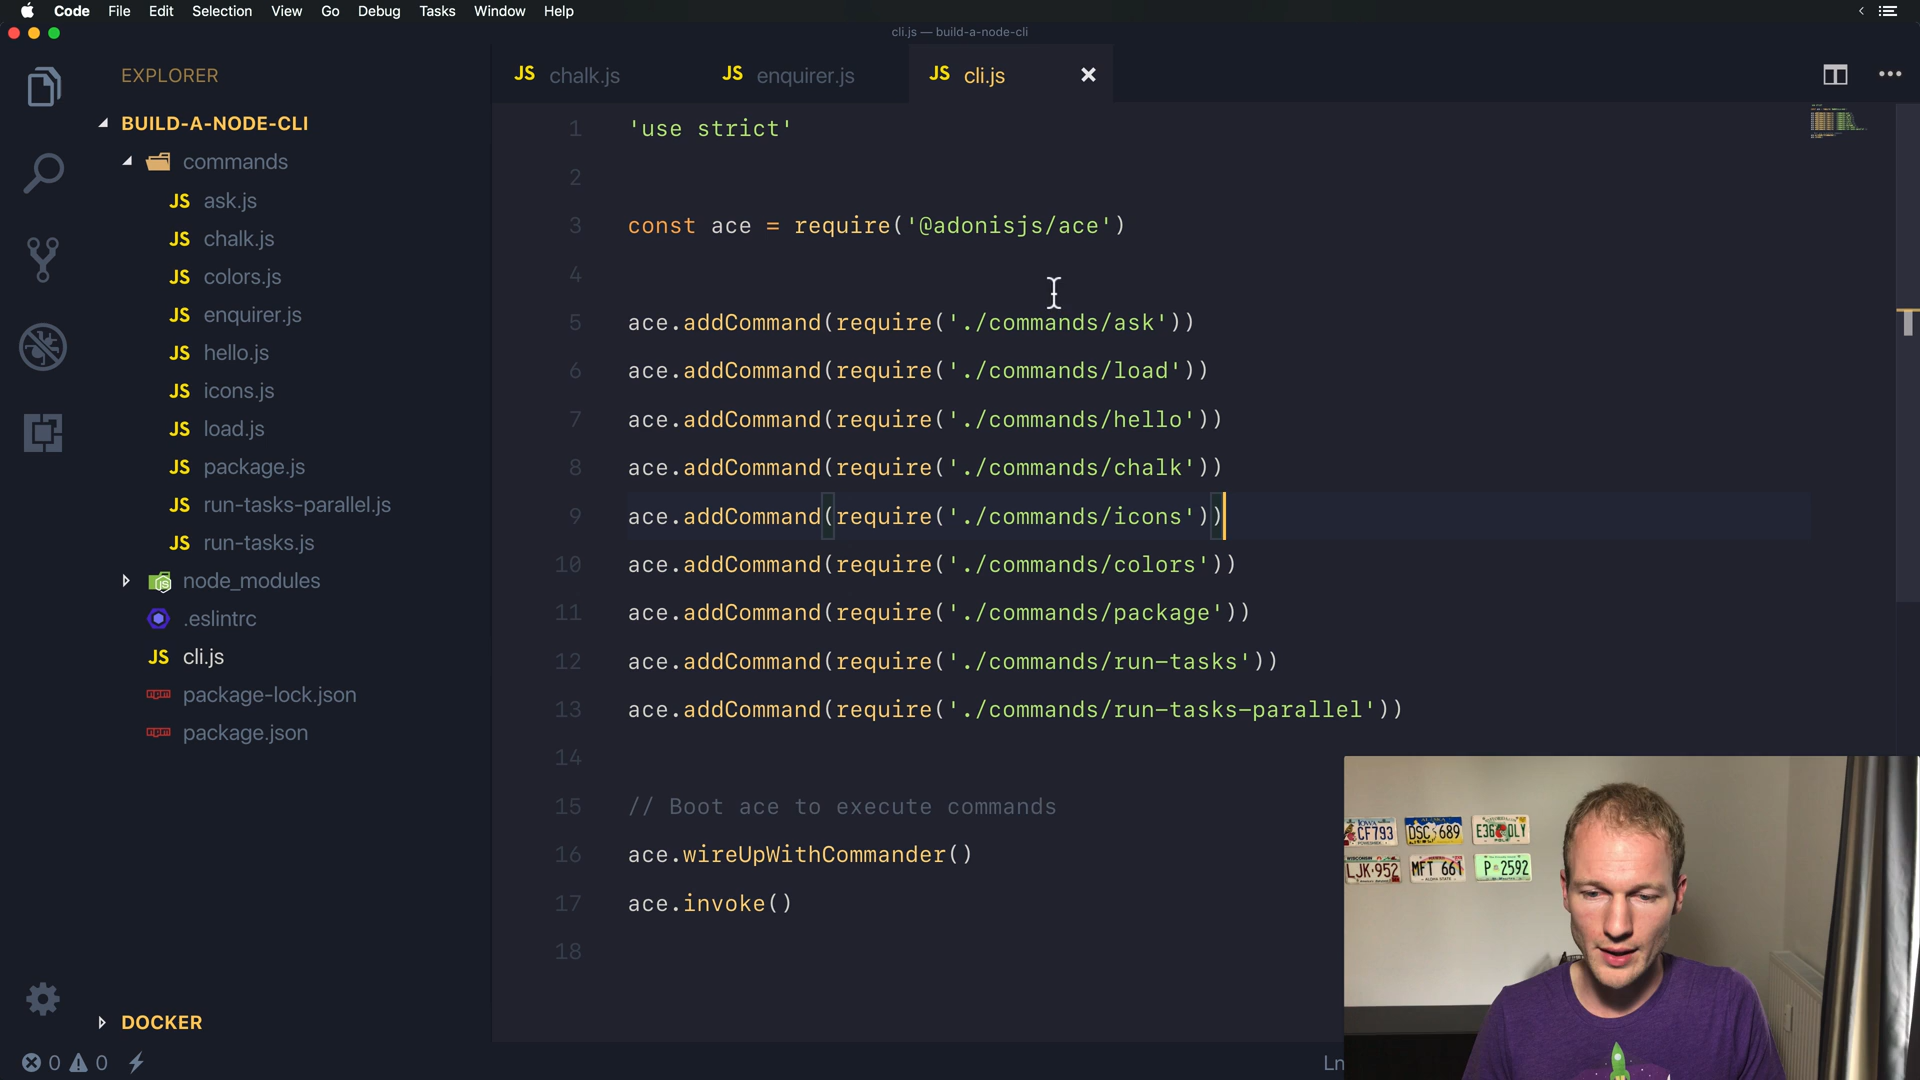 Code File Edit Selection View Go Debug Tasks Window Help
cli.js — build-a-node-cli
EXPLORER
BUILD-A-NODE-CLI
commands
JS ask.js
JS chalk.js
JS colors.js
JS enquirer.js
JS hello.js
JS icons.js
JS load.js
JS package.js
JS run-tasks-parallel.js
JS run-tasks.js
node_modules
.eslintrc
JS cli.js
npm package-lock.json
npm package.json
DOCKER
0 0
JS chalk.js JS enquirer.js JS cli.js
1 'use strict'
2
3 const ace = require('@adonisjs/ace')
4
5 ace.addCommand(require('./commands/ask'))
6 ace.addCommand(require('./commands/load'))
7 ace.addCommand(require('./commands/hello'))
8 ace.addCommand(require('./commands/chalk'))
9 ace.addCommand(require('./commands/icons'))
10 ace.addCommand(require('./commands/colors'))
11 ace.addCommand(require('./commands/package'))
12 ace.addCommand(require('./commands/run-tasks'))
13 ace.addCommand(require('./commands/run-tasks-parallel'))
14
15 // Boot ace to execute commands
16 ace.wireUpWithCommander()
17 ace.invoke()
18
Ln
IOWA
CF793
DSC 689
E36 DLY
WISCONSIN
LJK·952
MFT 661
P 2592